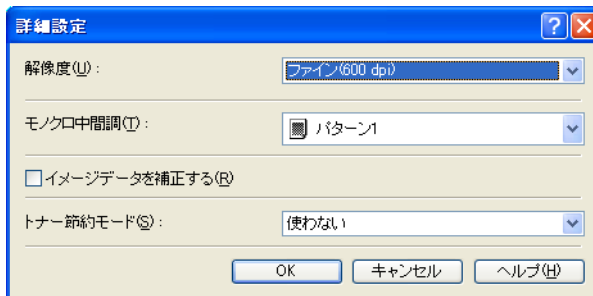 詳細設定
解像度(U)：
ファイン(600 dpi)
モノクロ中間調(T)：
パターン1
イメージデータを補正する(R)
トナー節約モード(S)：
使わない
OK
キャンセル
ヘルプ(H)